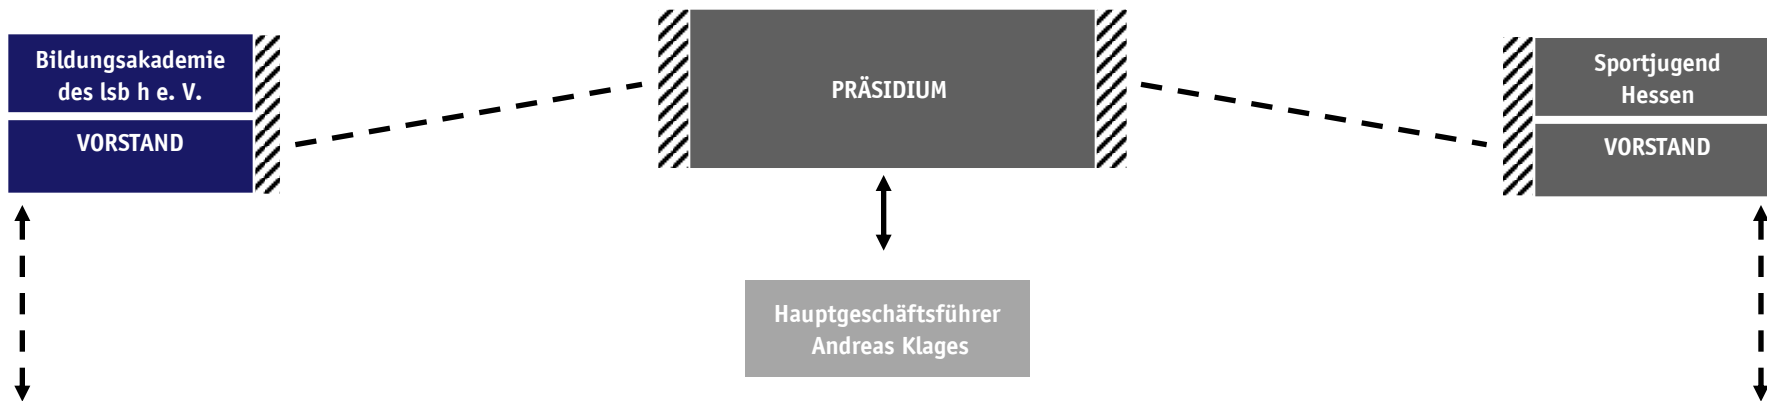 Bildungsakademie
des lsb h e. V.
VORSTAND
PRÄSIDIUM
Sportjugend
Hessen
VORSTAND
Hauptgeschäftsführer
Andreas Klages